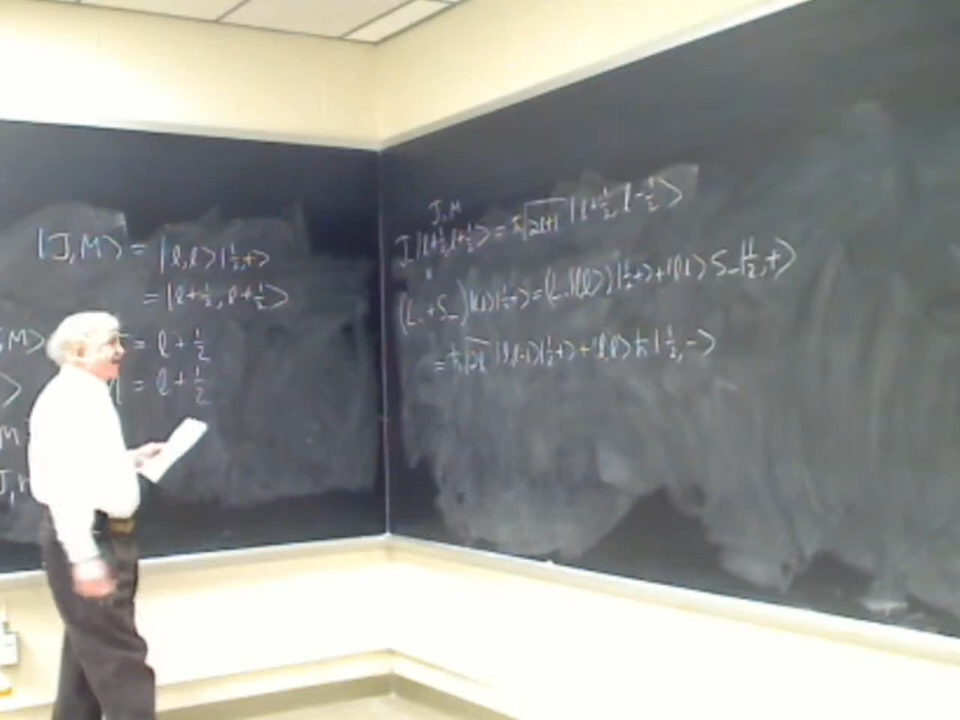 |J,M⟩ = |l,l⟩|½,+⟩
= |l+½, l+½⟩
,M⟩ = l + ½
⟩ = l + ½
J,M
J_|l+½,l+½⟩ = ħ√2l+1 |l+½, l-½⟩
(L_ + S_)|l,l⟩|½+⟩ = (L_|l,l⟩)|½+⟩ + |l,l⟩ S_|½,+⟩
= ħ√2l |l,l-1⟩|½+⟩ + |l,l⟩ħ|½,-⟩